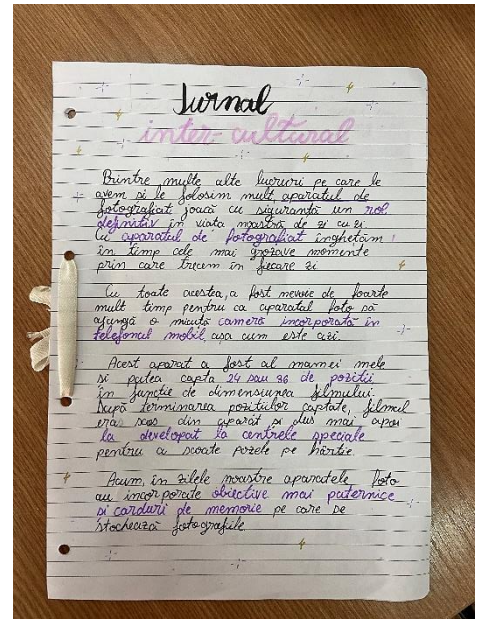 Jurnal
inter-cultural
Printre multe alte lucruri pe care le
avem și le folosim mult, aparatul de
fotografiat joacă cu siguranță un rol
definitiv în viața noastră de zi cu zi.
Cu aparatul de fotografiat înghețăm
în timp cele mai grozave momente
prin care trecem în fiecare zi
Cu toate acestea, a fost nevoie de foarte
mult timp pentru ca aparatul foto să
ajungă o micuță cameră incorporată în
telefonul mobil, așa cum este azi.
Acest aparat a fost al mamei mele
și putea capta 24 sau 36 de poziții
în funcție de dimensiunea filmului.
După terminarea pozițiilor captate, filmul
era scos din aparat și dus mai apoi
la developat la centrele speciale
pentru a scoate pozele pe hârtie.
Acum, în zilele noastre aparatele foto
au incorporate obiective mai puternice
și carduri de memorie pe care se
stochează fotografiile.